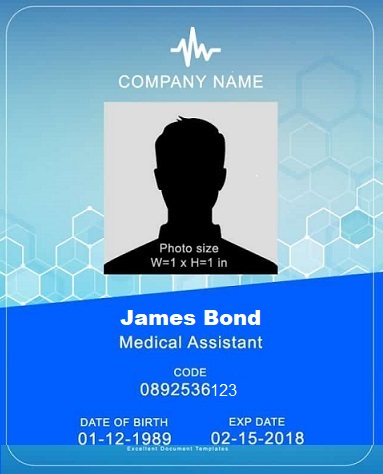 COMPANY NAME
Photo size
W=1 x H=1 in
James Bond
Medical Assistant
CODE
0892536123
DATE OF BIRTH EXP DATE
01-12-1989 02-15-2018
Excellent Document Templates